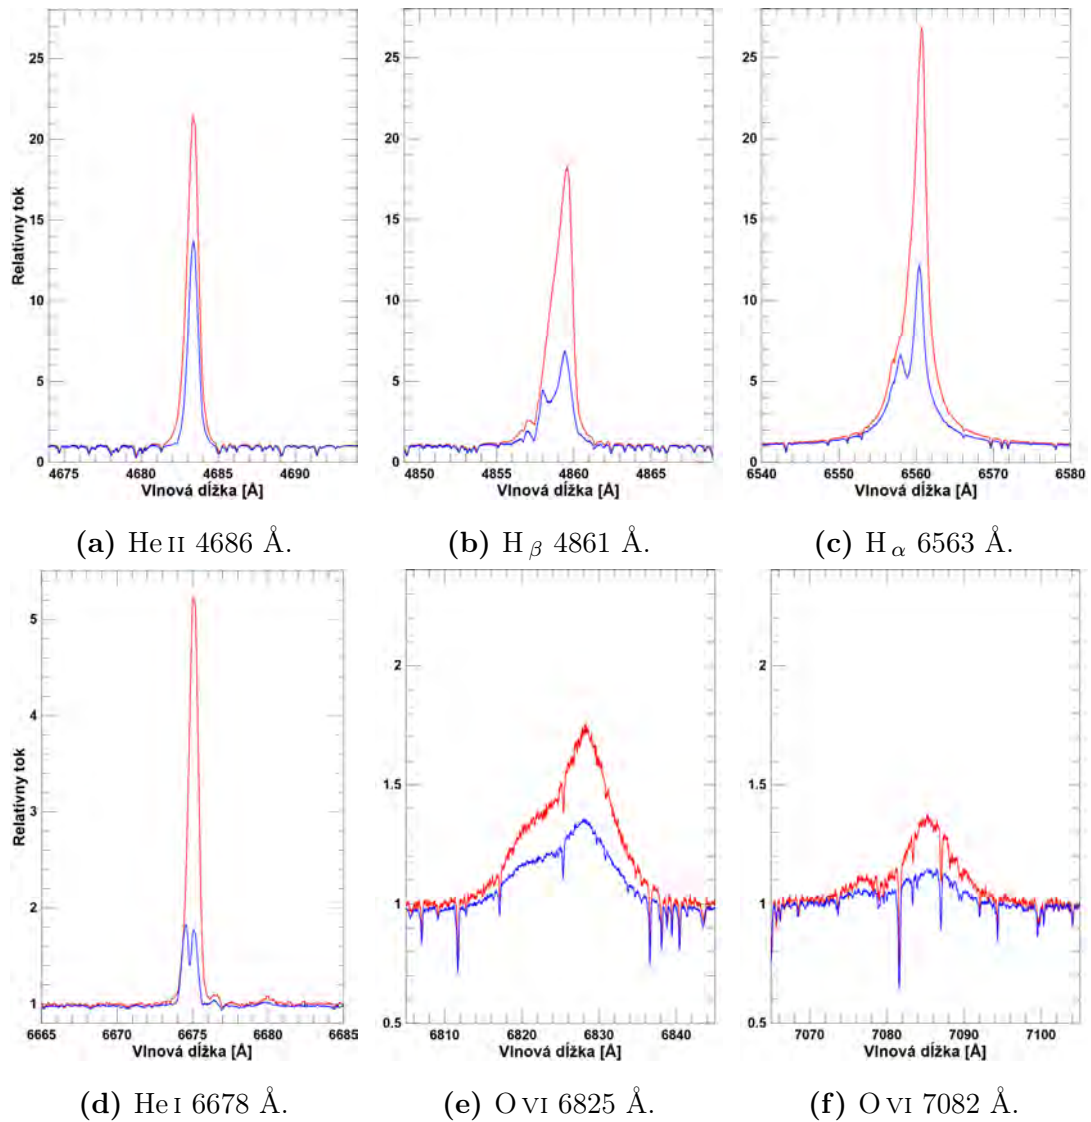 25
20
15
10
5
0
Relatívny tok
4675 4680 4685 4690
Vlnová dĺžka [Å]
25
20
15
10
5
0
4850 4855 4860 4865
Vlnová dĺžka [Å]
25
20
15
10
5
0
6540 6550 6560 6570 6580
Vlnová dĺžka [Å]
(a) He II 4686 Å.
(b) H β 4861 Å.
(c) H α 6563 Å.
5
4
3
2
1
Relatívny tok
6665 6670 6675 6680 6685
Vlnová dĺžka [Å]
2
1.5
1
0.5
6810 6820 6830 6840
Vlnová dĺžka [Å]
2
1.5
1
0.5
7070 7080 7090 7100
Vlnová dĺžka [Å]
(d) He I 6678 Å.
(e) O VI 6825 Å.
(f) O VI 7082 Å.